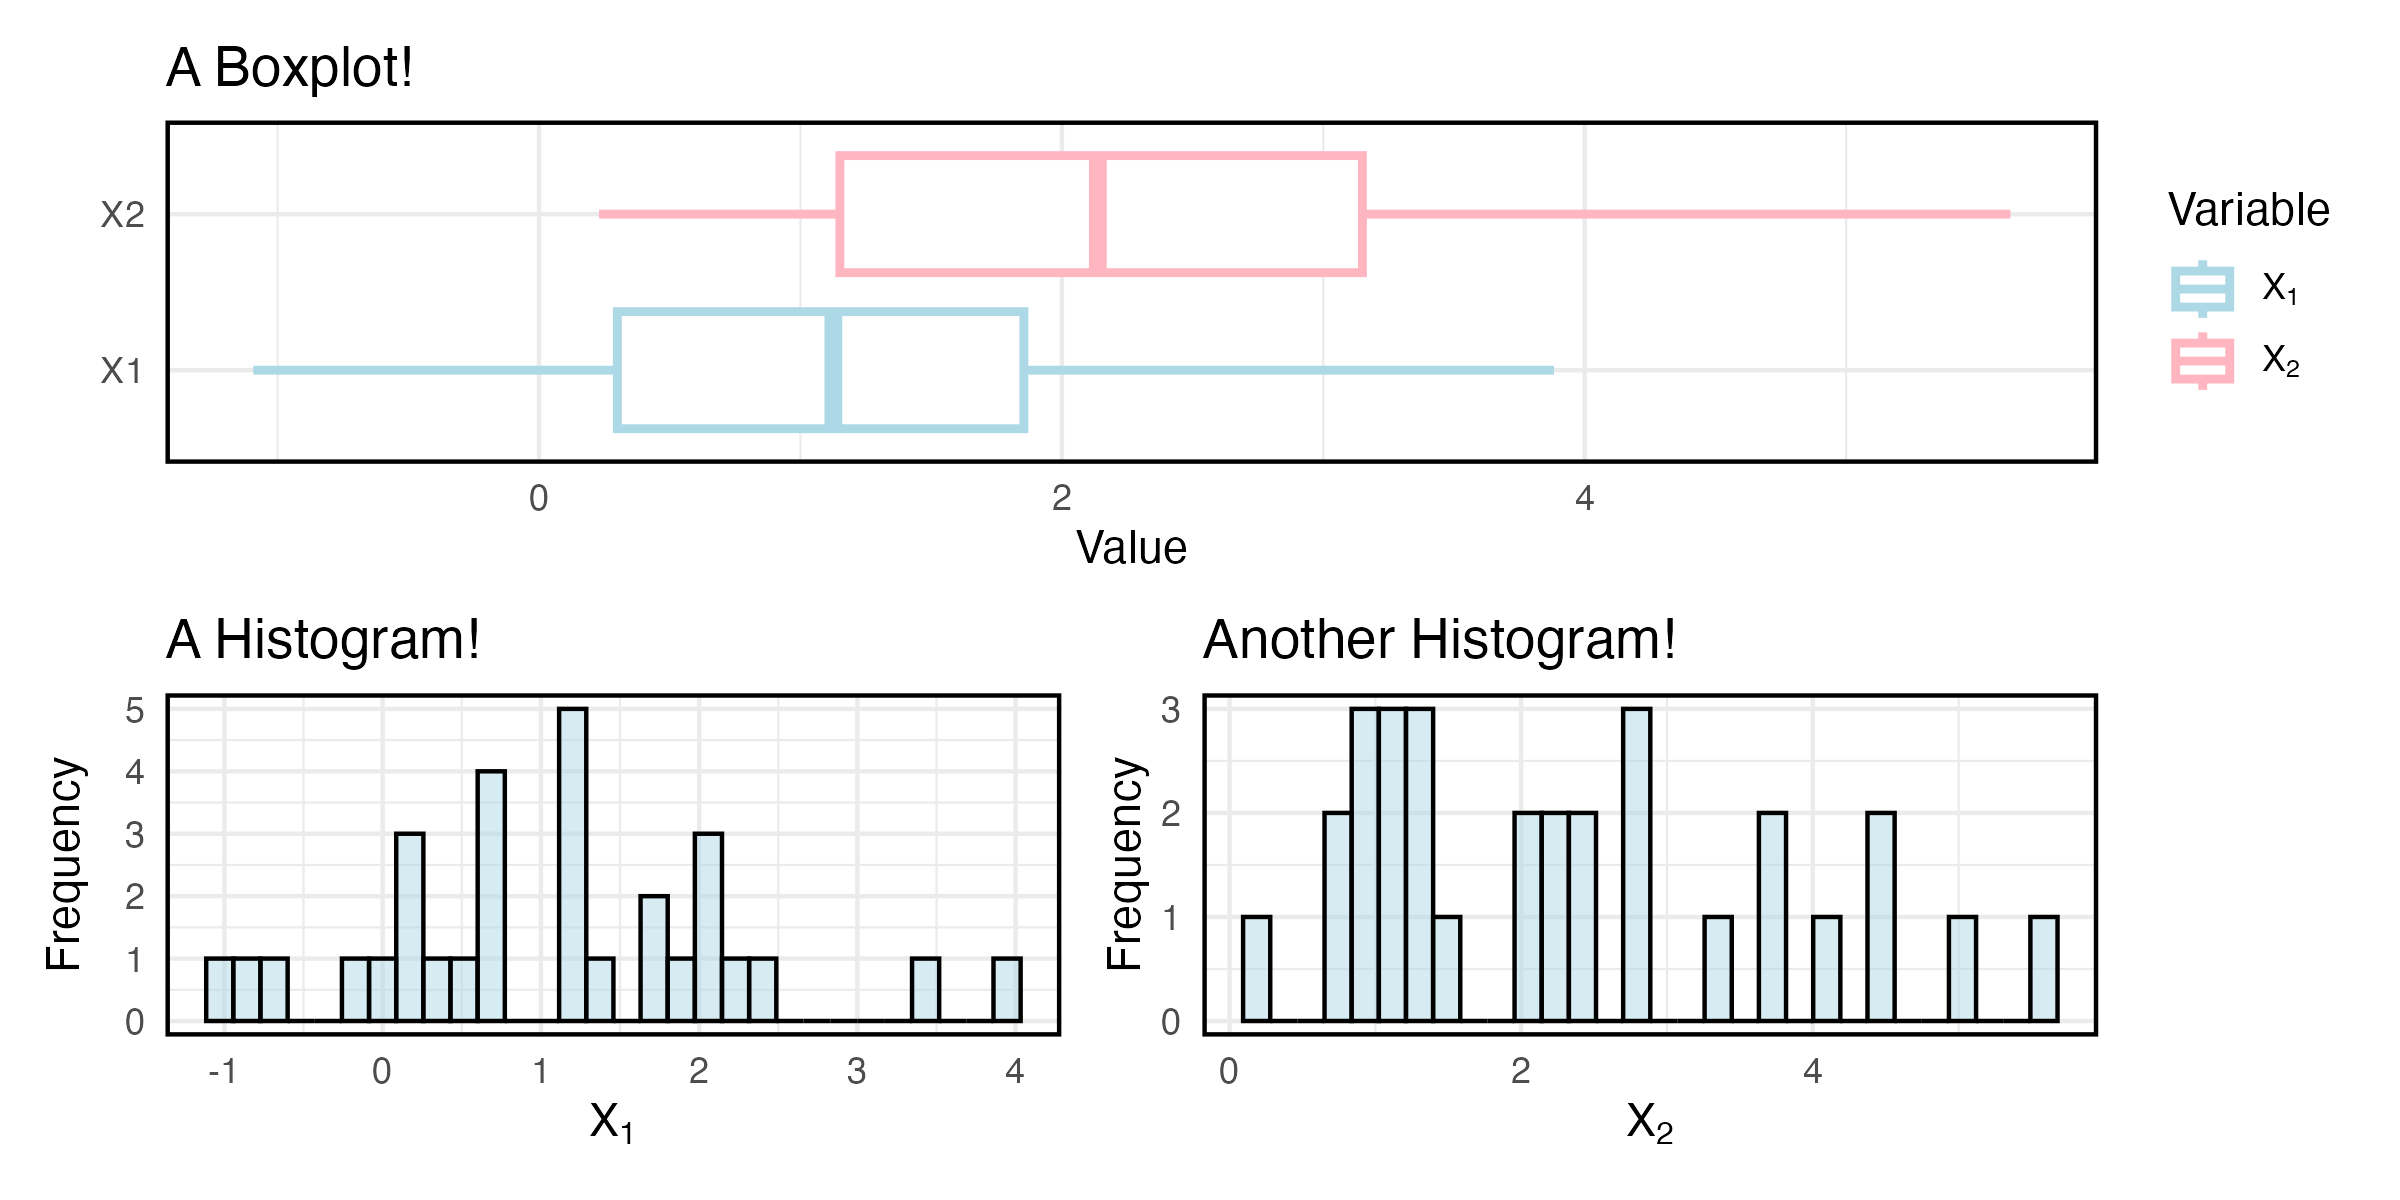 A Boxplot!
X2
X1
0 2 4
Value
Variable
X₁
X₂
A Histogram!
Frequency
5
4
3
2
1
0
-1 0 1 2 3 4
X₁
Another Histogram!
Frequency
3
2
1
0
0 2 4
X₂